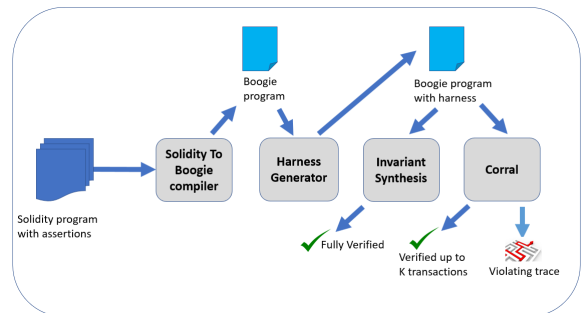 Boogie
program
Boogie program
with harness
Solidity To
Boogie
compiler
Harness
Generator
Invariant
Synthesis
Corral
Solidity program
with assertions
Fully Verified
Verified up to
K transactions
Violating trace